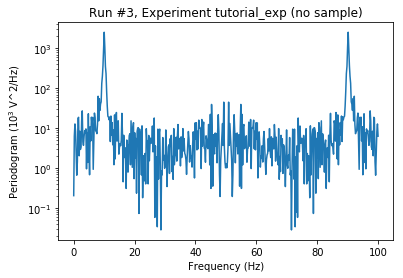 Run #3, Experiment tutorial_exp (no sample)
Periodogram (10³ V^2/Hz)
10³
10²
10¹
10⁰
10⁻¹
0 20 40 60 80 100
Frequency (Hz)